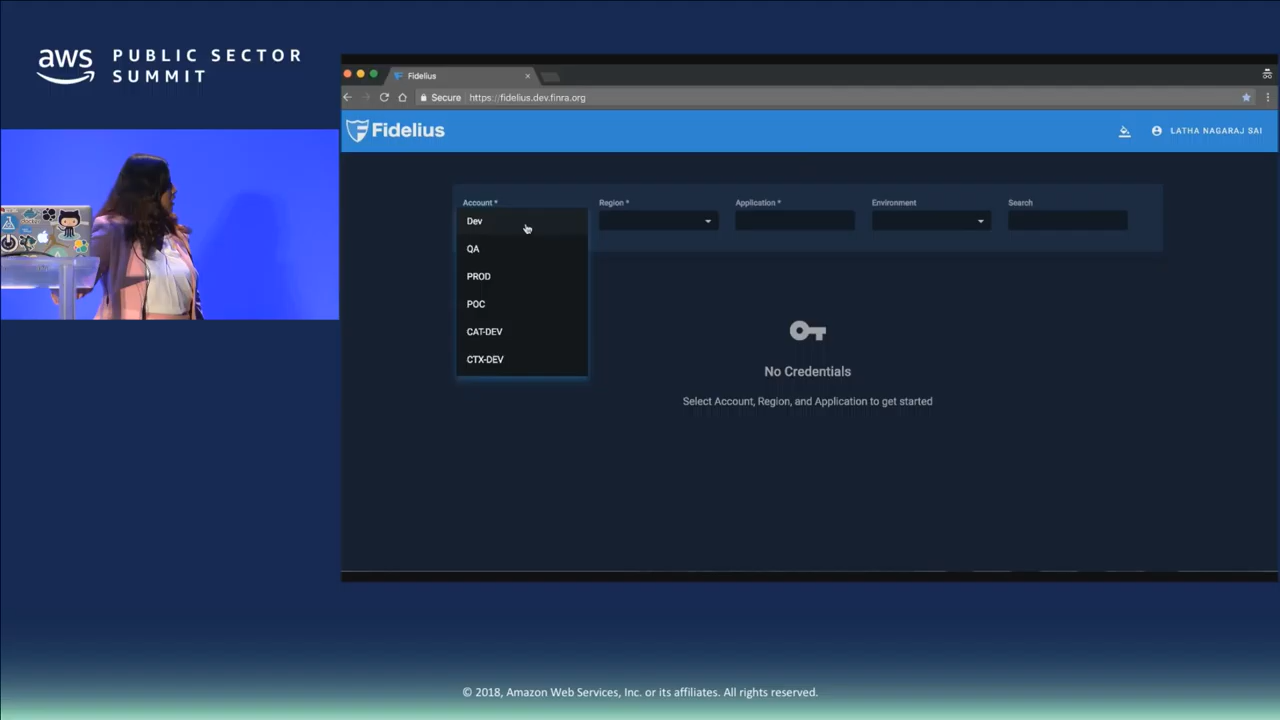 aws PUBLIC SECTOR
SUMMIT
Fidelius
Secure https://fidelius.dev.finra.org
Fidelius
LATHA NAGARAJ SAI
Account * Region * Application * Environment Search
Dev
QA
PROD
POC
CAT-DEV
CTX-DEV
No Credentials
Select Account, Region, and Application to get started
© 2018, Amazon Web Services, Inc. or its affiliates. All rights reserved.